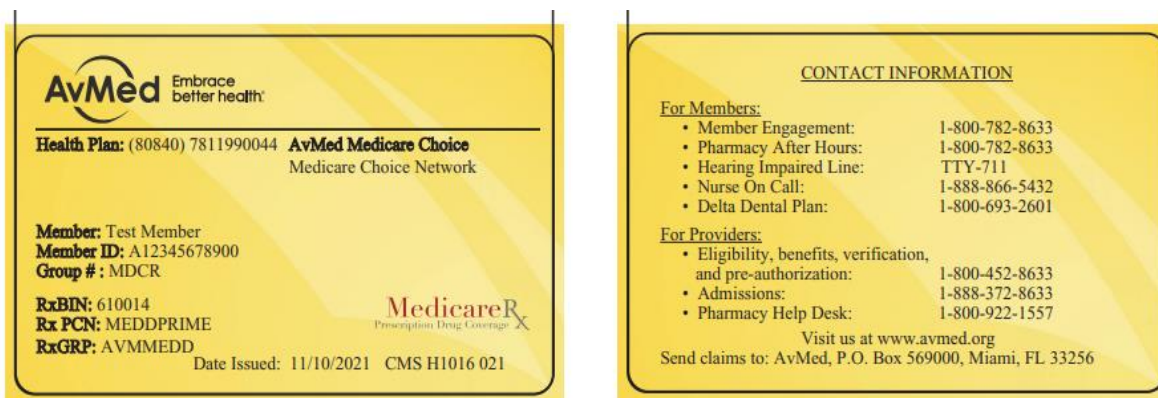 AvMed Embrace better health.
Health Plan: (80840) 7811990044 AvMed Medicare Choice
Medicare Choice Network
Member: Test Member
Member ID: A12345678900
Group # : MDCR
RxBIN: 610014
Rx PCN: MEDDPRIME
RxGRP: AVMMEDD
MedicareRx
Prescription Drug Coverage
Date Issued: 11/10/2021 CMS H1016 021
CONTACT INFORMATION
For Members:
• Member Engagement: 1-800-782-8633
• Pharmacy After Hours: 1-800-782-8633
• Hearing Impaired Line: TTY-711
• Nurse On Call: 1-888-866-5432
• Delta Dental Plan: 1-800-693-2601
For Providers:
• Eligibility, benefits, verification,
and pre-authorization: 1-800-452-8633
• Admissions: 1-888-372-8633
• Pharmacy Help Desk: 1-800-922-1557
Visit us at www.avmed.org
Send claims to: AvMed, P.O. Box 569000, Miami, FL 33256